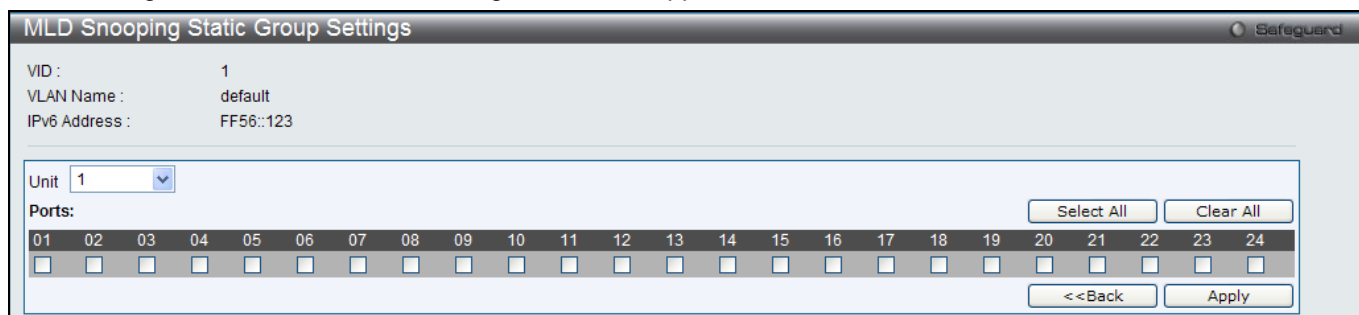 MLD Snooping Static Group Settings Safeguard
VID : 1
VLAN Name : default
IPv6 Address : FF56::123
Unit 1
Ports: Select All Clear All
01 02 03 04 05 06 07 08 09 10 11 12 13 14 15 16 17 18 19 20 21 22 23 24
<<Back Apply